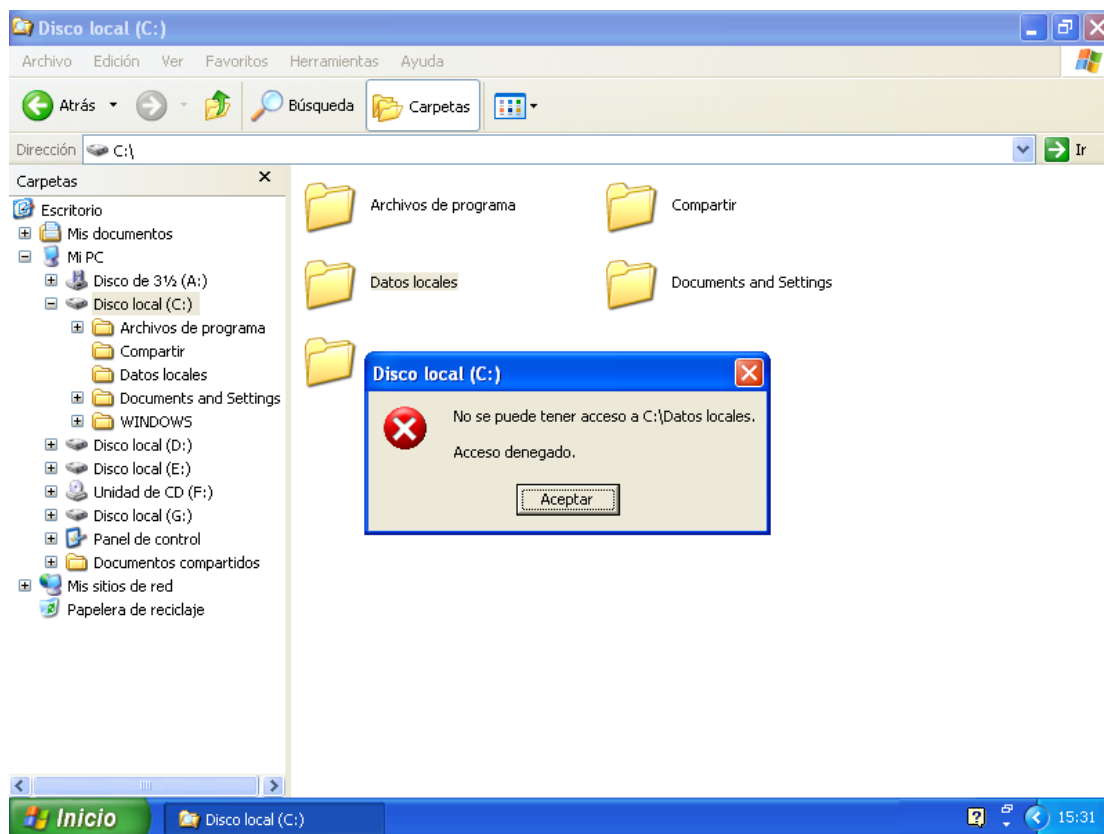 Disco local (C:)
Archivo Edición Ver Favoritos Herramientas Ayuda
Atrás Búsqueda Carpetas
Dirección C:\ Ir
Carpetas
Escritorio
Mis documentos
Mi PC
Disco de 3½ (A:)
Disco local (C:)
Archivos de programa
Compartir
Datos locales
Documents and Settings
WINDOWS
Disco local (D:)
Disco local (E:)
Unidad de CD (F:)
Disco local (G:)
Panel de control
Documentos compartidos
Mis sitios de red
Papelera de reciclaje
Archivos de programa Compartir
Datos locales Documents and Settings
Disco local (C:)
No se puede tener acceso a C:\Datos locales.
Acceso denegado.
Aceptar
Inicio Disco local (C:) 15:31